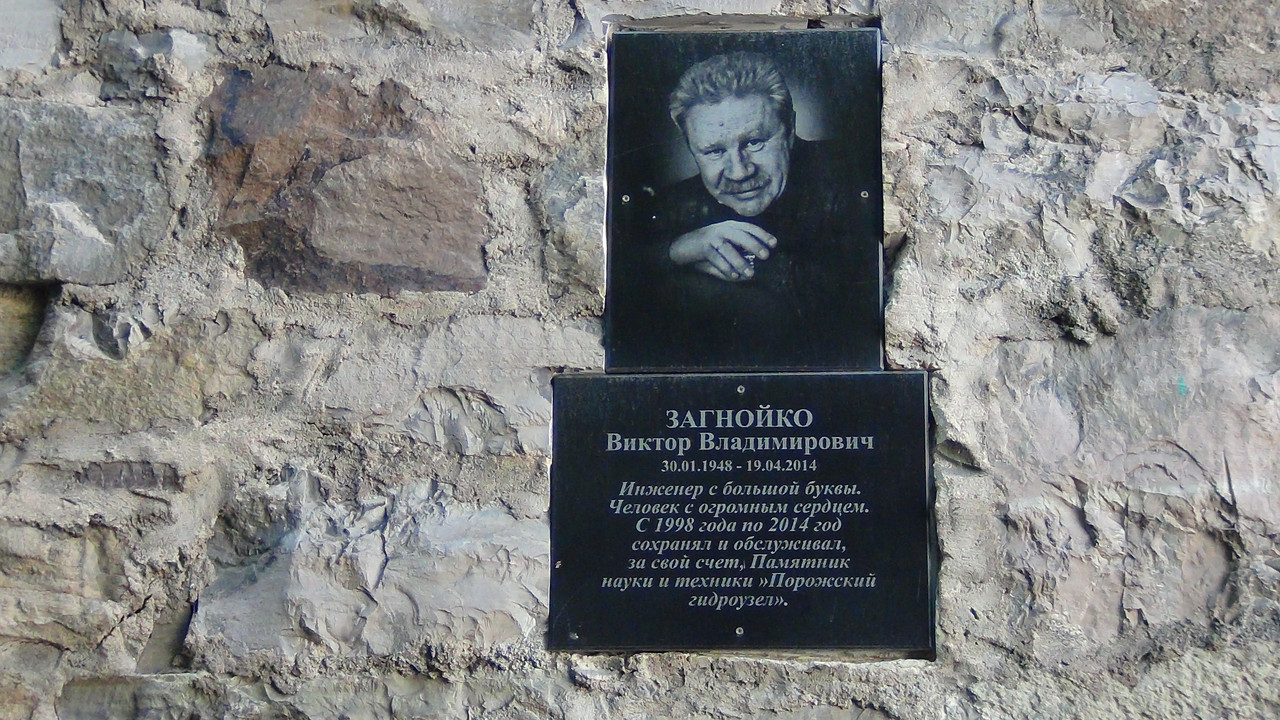 ЗАГНОЙКО
Виктор Владимирович
30.01.1948 - 19.04.2014
Инженер с большой буквы.
Человек с огромным сердцем.
С 1998 года по 2014 год
сохранял и обслуживал,
за свой счет, Памятник
науки и техники »Порожсский
гидроузел».